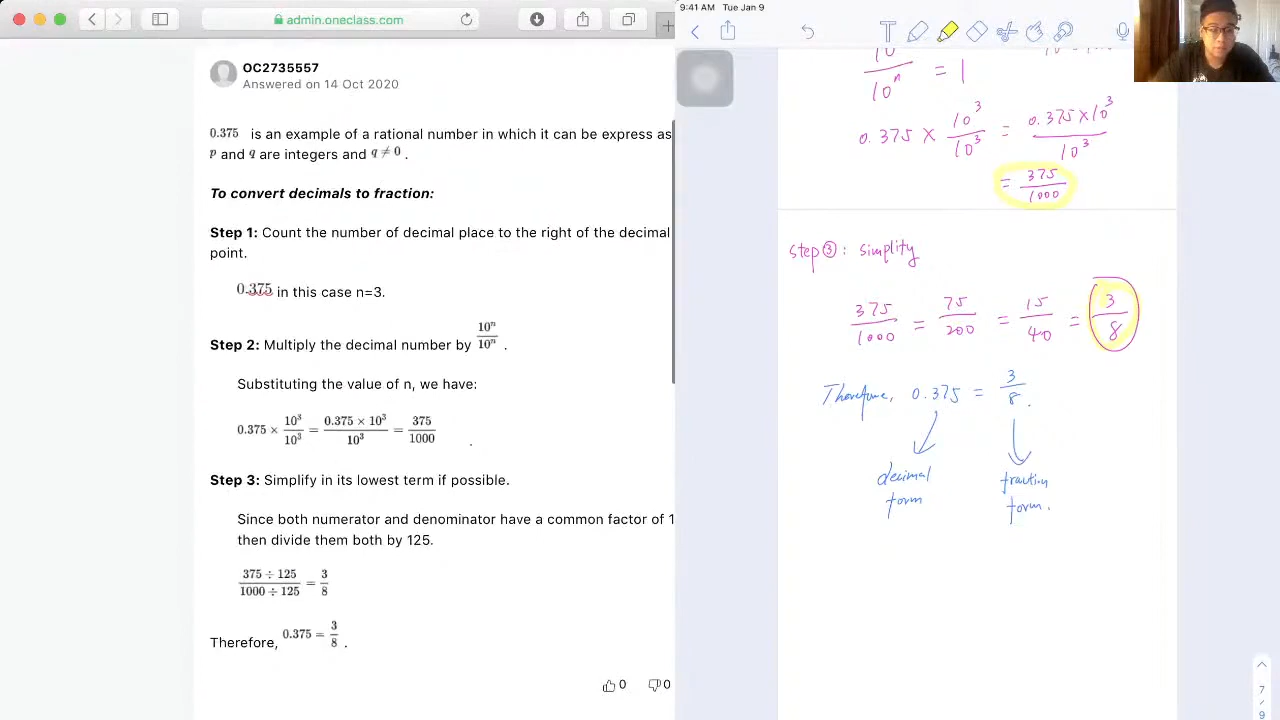 admin.oneclass.com
OC2735557
Answered on 14 Oct 2020
0.375 is an example of a rational number in which it can be express as
p and q are integers and q ≠ 0 .
To convert decimals to fraction:
Step 1: Count the number of decimal place to the right of the decimal
point.
0.375 in this case n=3.
Step 2: Multiply the decimal number by 10ⁿ/10ⁿ .
Substituting the value of n, we have:
0.375 × 10³/10³ = 0.375 × 10³/10³ = 375/1000 .
Step 3: Simplify in its lowest term if possible.
Since both numerator and denominator have a common factor of 1
then divide them both by 125.
375 ÷ 125/1000 ÷ 125 = 3/8
Therefore, 0.375 = 3/8 .
0 0
9:41 AM Tue Jan 9
10ⁿ = 1
0.375 × 10³/10³ = 0.375×10³/10³
= 375/1000
step ③: simplify
375/1000 = 75/200 = 15/40 = 3/8
Therefore, 0.375 = 3/8 .
decimal form
fraction form.
7/9